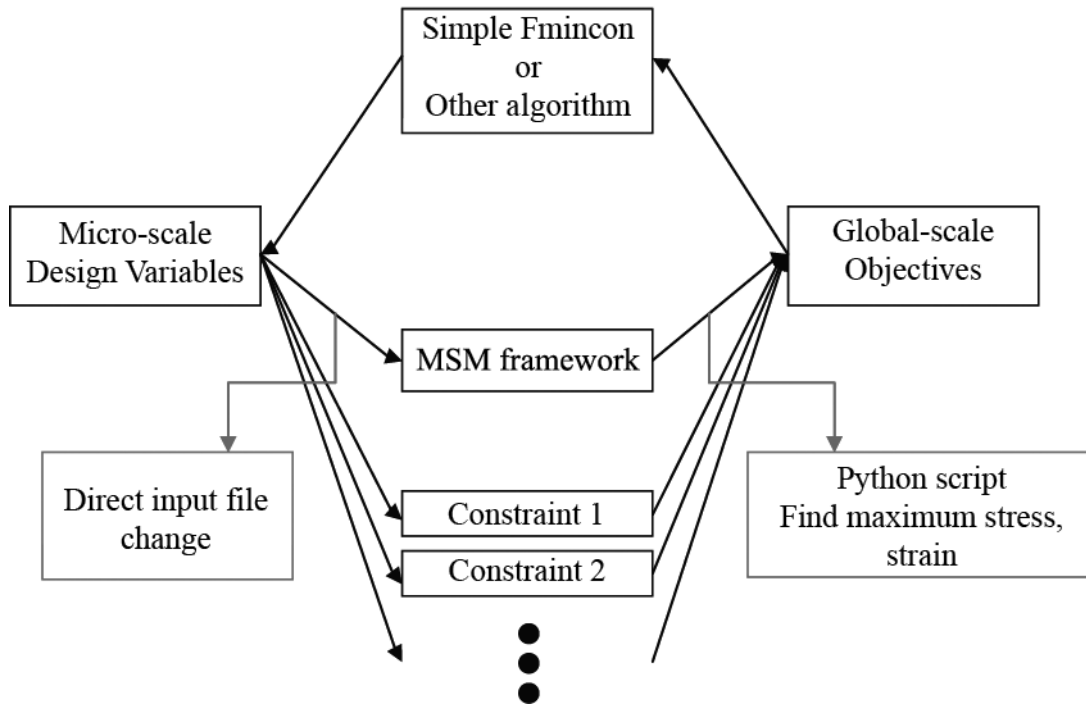 Simple Fmincon
or
Other algorithm
Micro-scale
Design Variables
Global-scale
Objectives
MSM framework
Direct input file
change
Constraint 1
Constraint 2
Python script
Find maximum stress,
strain